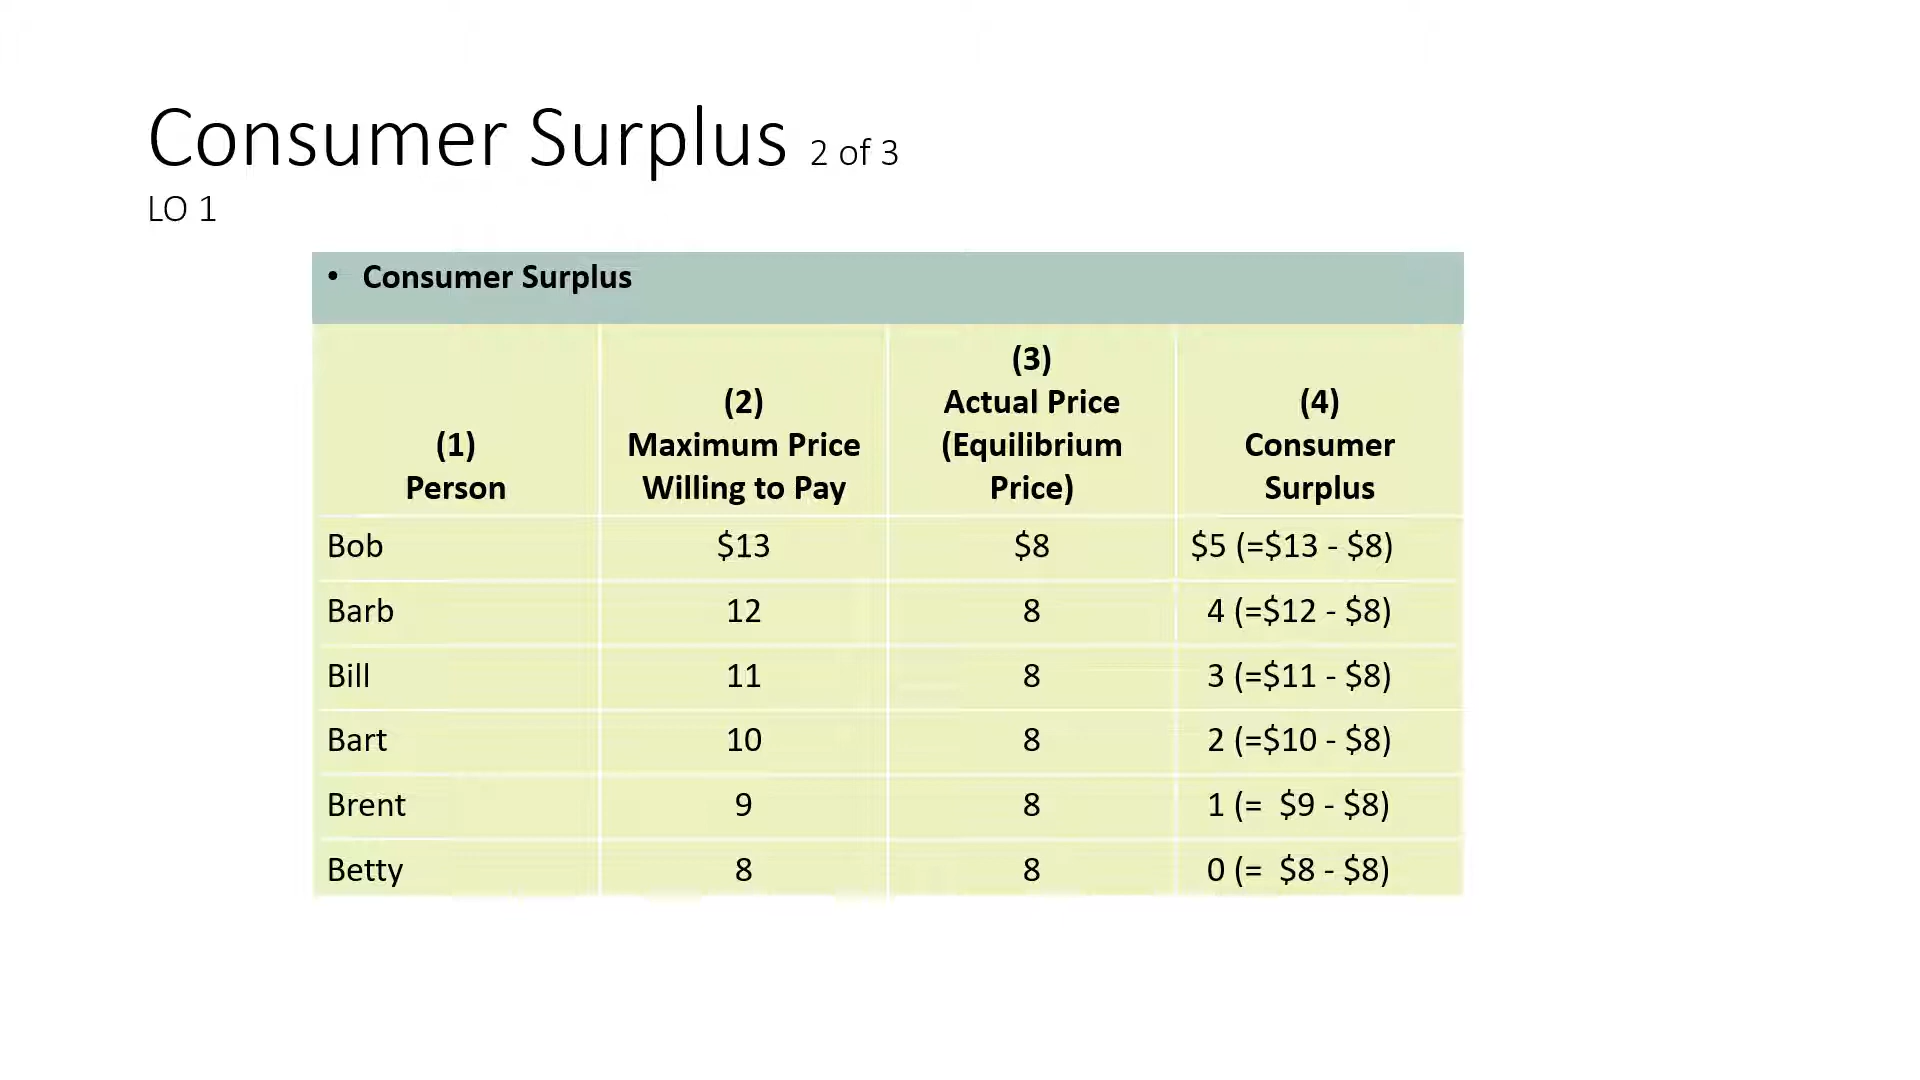 Consumer Surplus 2 of 3
LO 1
• Consumer Surplus
(1)
Person
(2)
Maximum Price
Willing to Pay
(3)
Actual Price
(Equilibrium
Price)
(4)
Consumer
Surplus
Bob $13 $8 $5 (=$13 - $8)
Barb 12 8 4 (=$12 - $8)
Bill 11 8 3 (=$11 - $8)
Bart 10 8 2 (=$10 - $8)
Brent 9 8 1 (= $9 - $8)
Betty 8 8 0 (= $8 - $8)